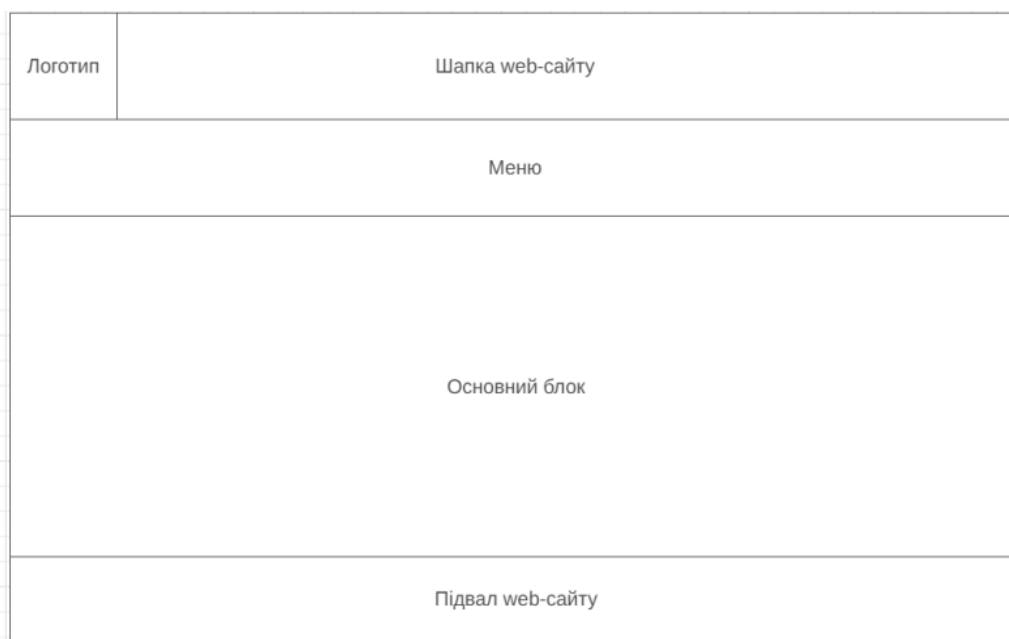 Логотип
Шапка web-сайту
Меню
Основний блок
Підвал web-сайту